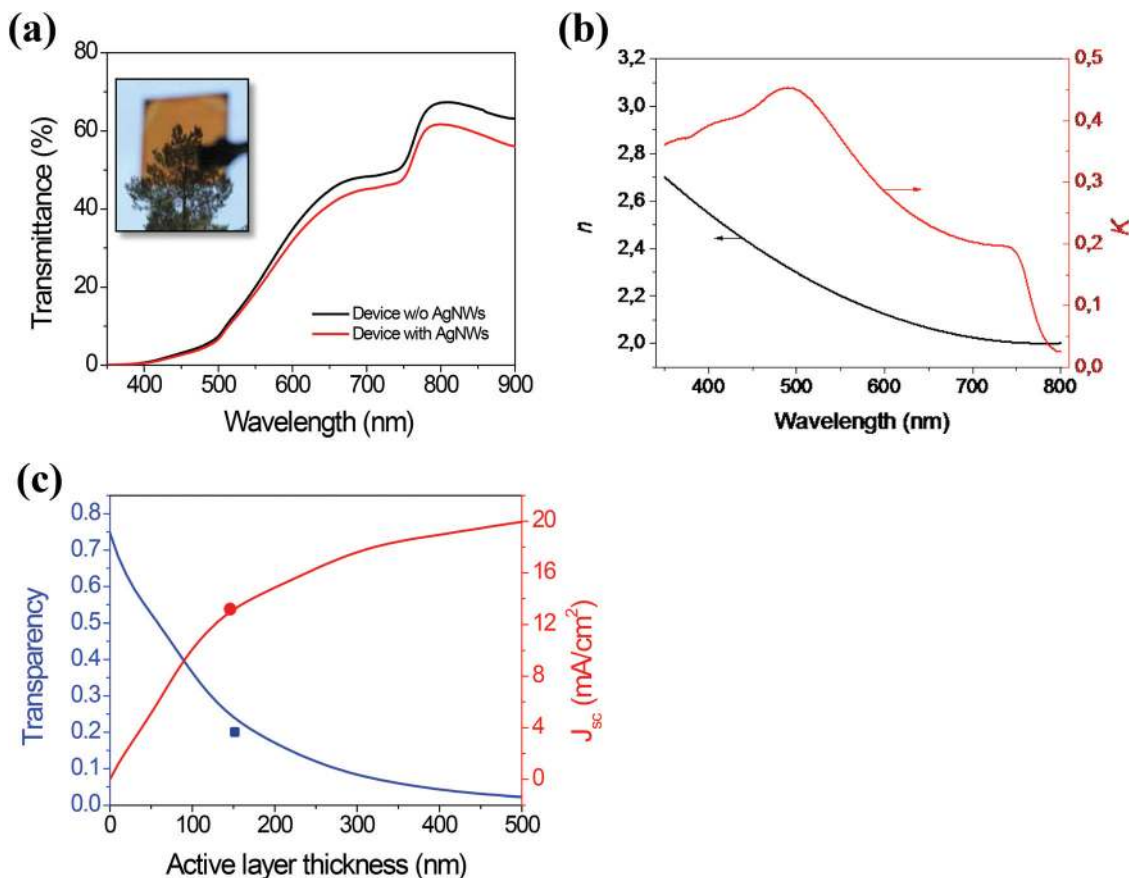 (a)
80
60
40
20
0
Transmittance (%)
Device w/o AgNWs
Device with AgNWs
400 500 600 700 800 900
Wavelength (nm)
(b)
3,2
3,0
2,8
2,6
2,4
2,2
2,0
n
0,5
0,4
0,3
0,2
0,1
0,0
K
400 500 600 700 800
Wavelength (nm)
(c)
0.8
0.7
0.6
0.5
0.4
0.3
0.2
0.1
0.0
Transparency
20
16
12
8
4
0
Jsc (mA/cm²)
0 100 200 300 400 500
Active layer thickness (nm)